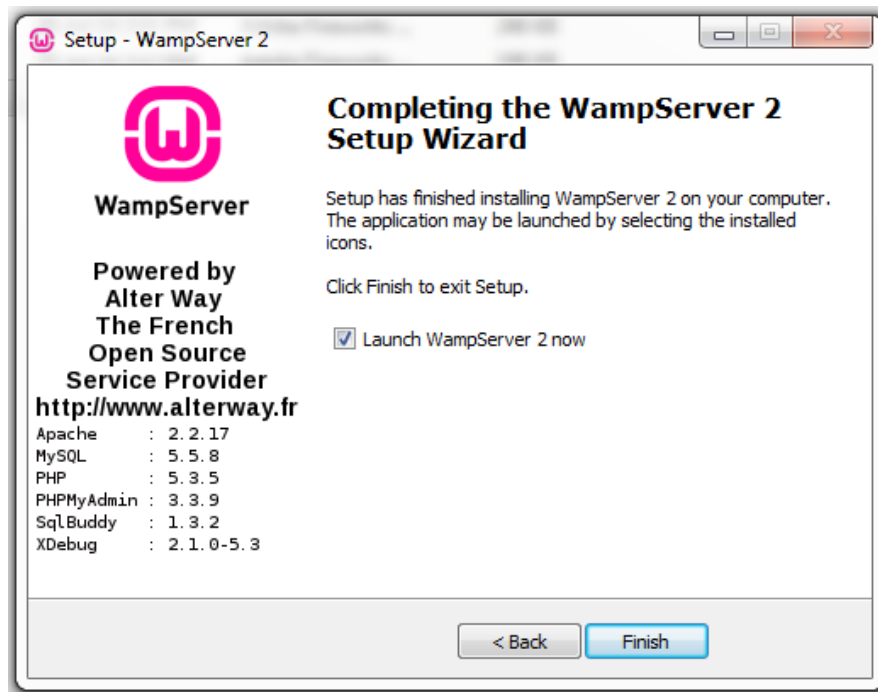 Setup - WampServer 2
WampServer
Powered by
Alter Way
The French
Open Source
Service Provider
http://www.alterway.fr
Apache : 2.2.17
MySQL : 5.5.8
PHP : 5.3.5
PHPMyAdmin : 3.3.9
SqlBuddy : 1.3.2
XDebug : 2.1.0-5.3
Completing the WampServer 2
Setup Wizard
Setup has finished installing WampServer 2 on your computer.
The application may be launched by selecting the installed
icons.
Click Finish to exit Setup.
Launch WampServer 2 now
< Back
Finish